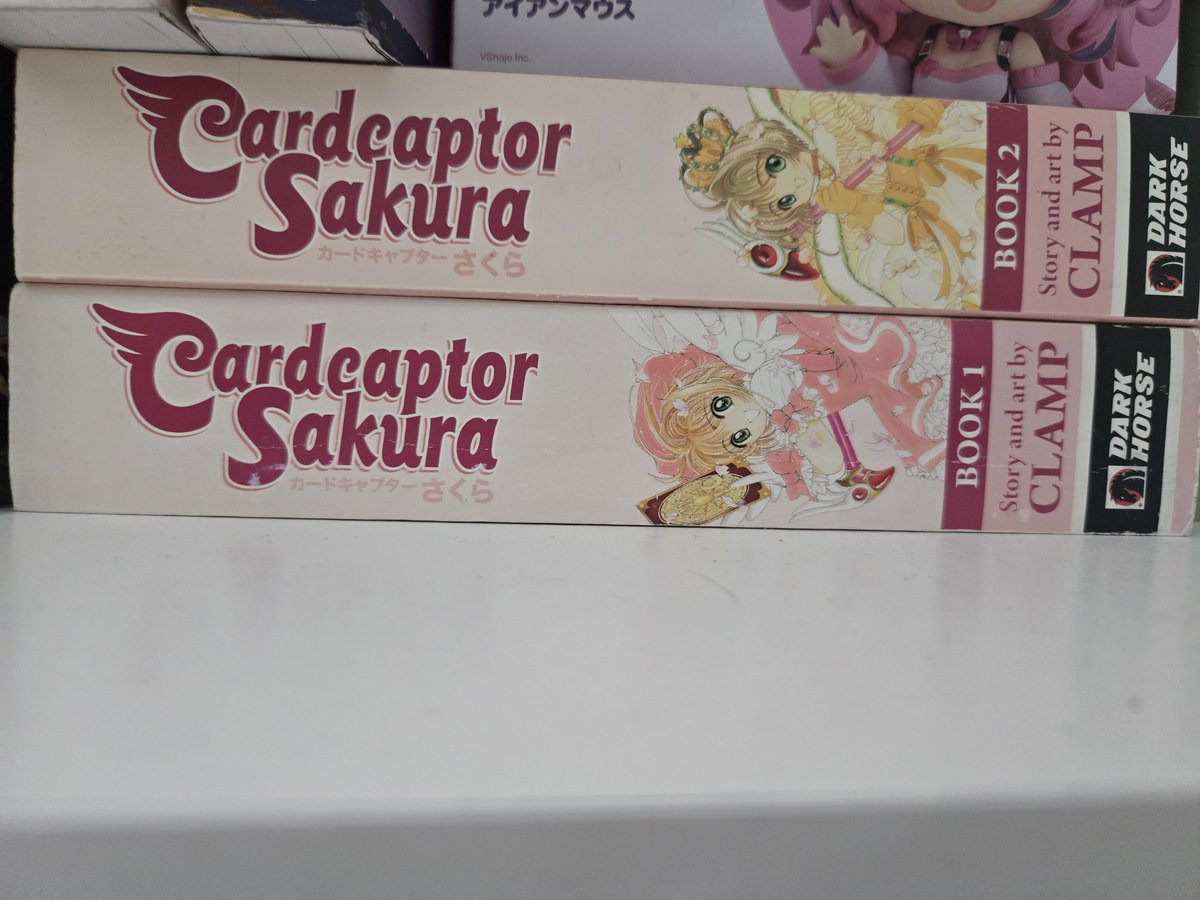 アイアンマウス
VShojo Inc.
Cardcaptor
Sakura
カードキャプターさくら
BOOK 2
Story and art by
CLAMP
DARK
HORSE
Cardcaptor
Sakura
カードキャプターさくら
BOOK 1
Story and art by
CLAMP
DARK
HORSE